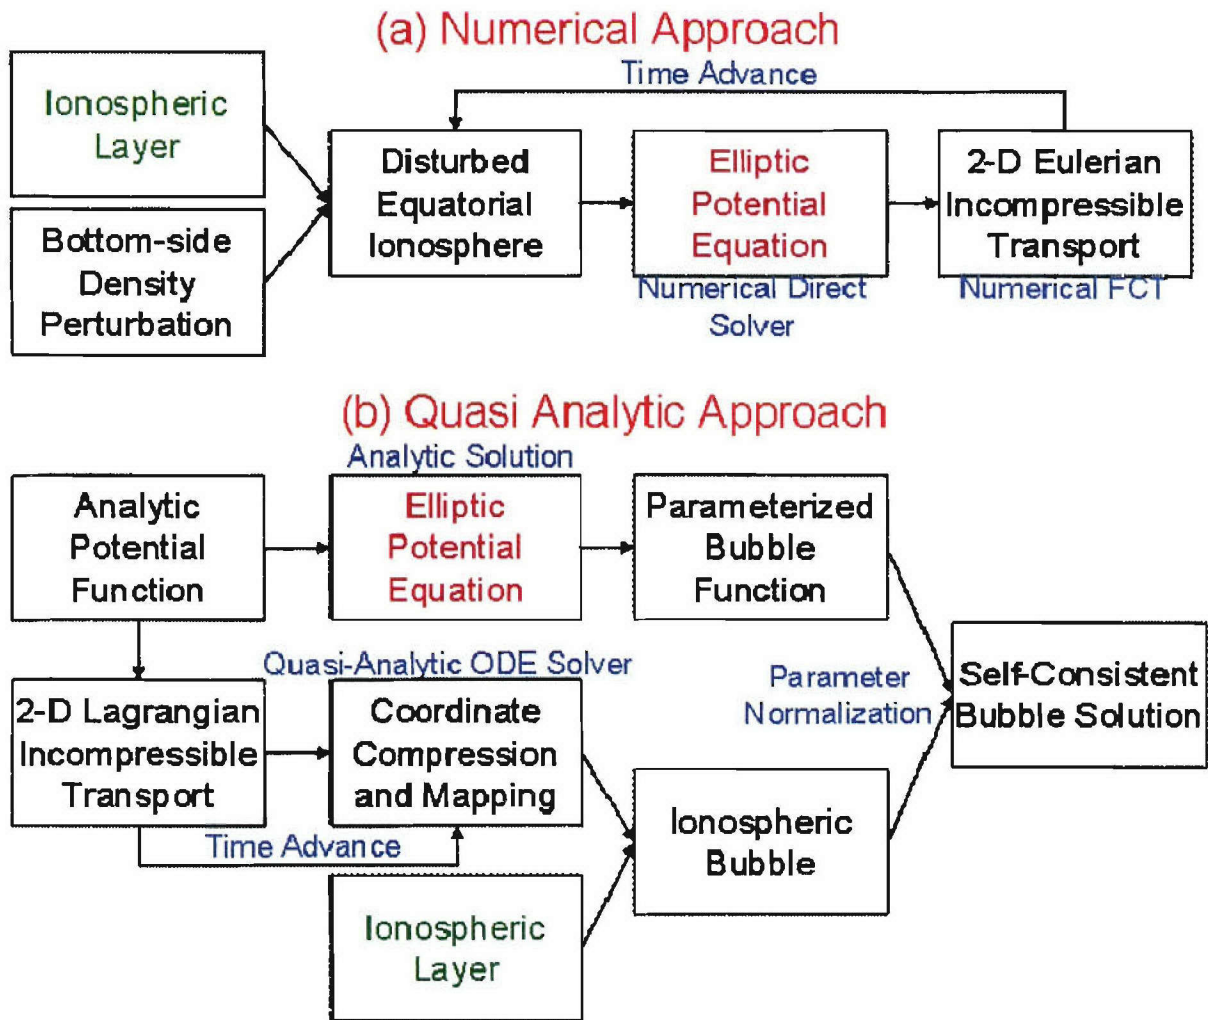 (a) Numerical Approach
Time Advance
Ionospheric
Layer
Bottom-side
Density
Perturbation
Disturbed
Equatorial
Ionosphere
Elliptic
Potential
Equation
Numerical Direct
Solver
2-D Eulerian
Incompressible
Transport
Numerical FCT
(b) Quasi Analytic Approach
Analytic Solution
Analytic
Potential
Function
Elliptic
Potential
Equation
Parameterized
Bubble
Function
Quasi-Analytic ODE Solver
2-D Lagrangian
Incompressible
Transport
Coordinate
Compression
and Mapping
Time Advance
Ionospheric
Layer
Ionospheric
Bubble
Parameter
Normalization
Self-Consistent
Bubble Solution